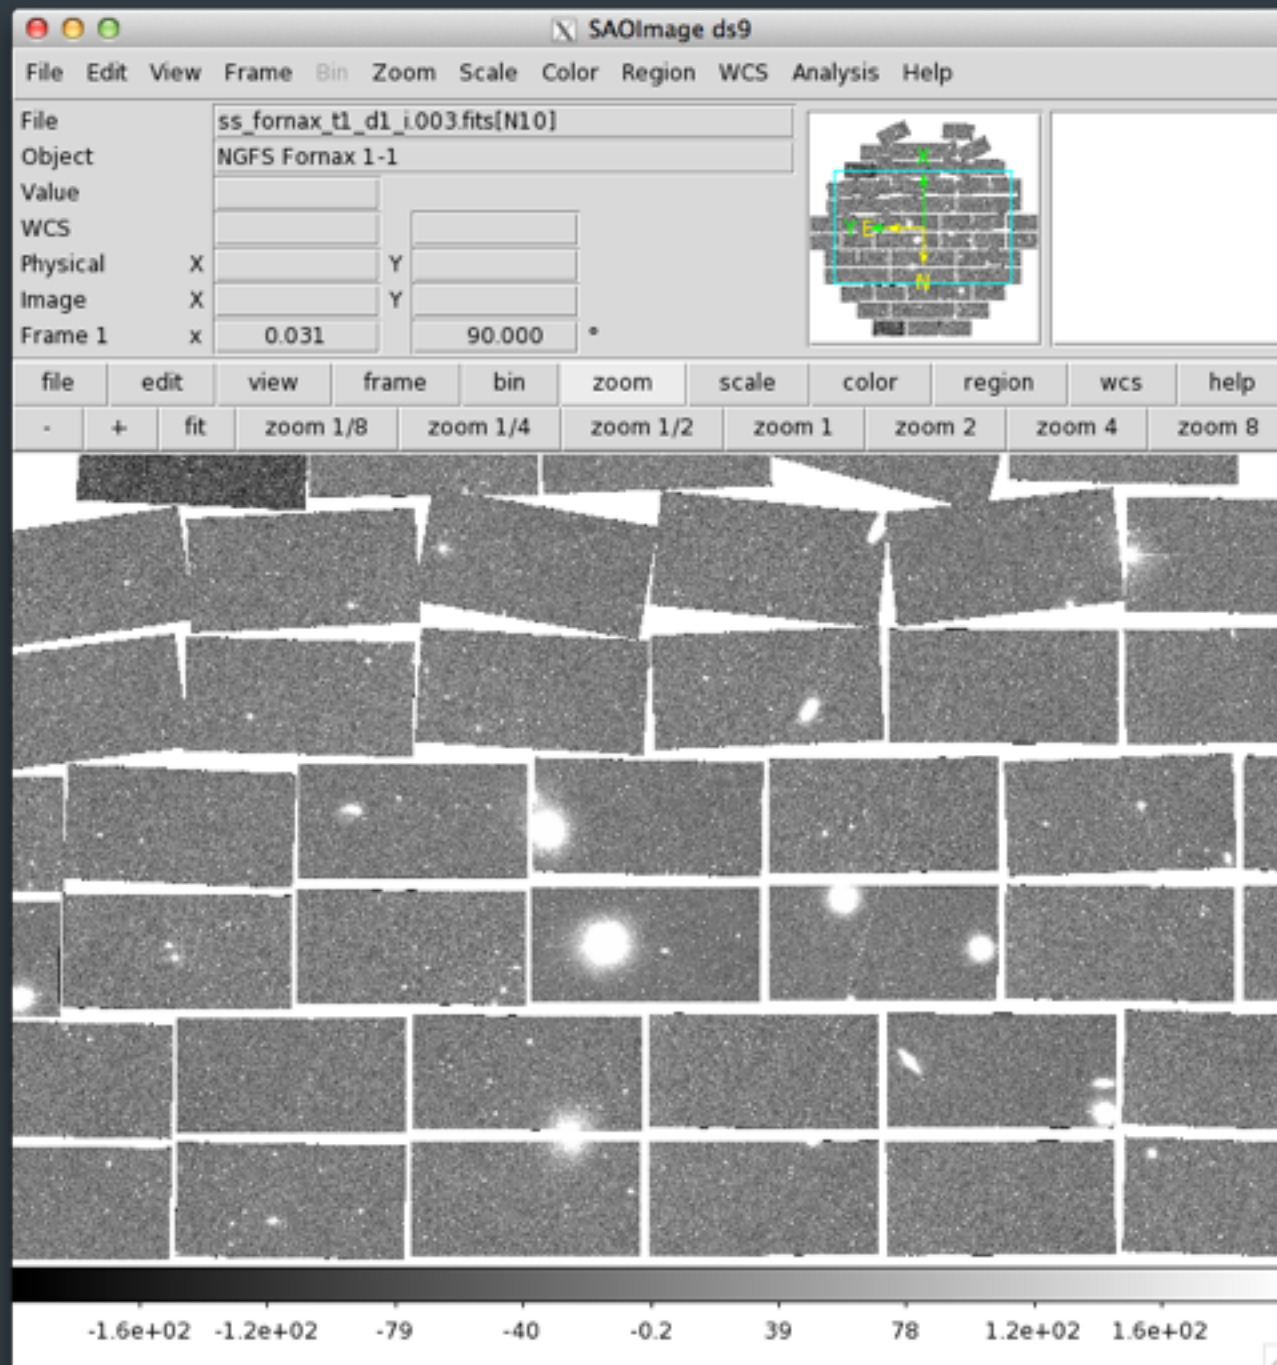 SAOImage ds9
File Edit View Frame Bin Zoom Scale Color Region WCS Analysis Help
File ss_fornax_t1_d1_i.003.fits[N10]
Object NGFS Fornax 1-1
Value
WCS
Physical X Y
Image X Y
Frame 1 x 0.031 90.000 °
X
Y E
N
file edit view frame bin zoom scale color region wcs help
- + fit zoom 1/8 zoom 1/4 zoom 1/2 zoom 1 zoom 2 zoom 4 zoom 8
-1.6e+02 -1.2e+02 -79 -40 -0.2 39 78 1.2e+02 1.6e+02